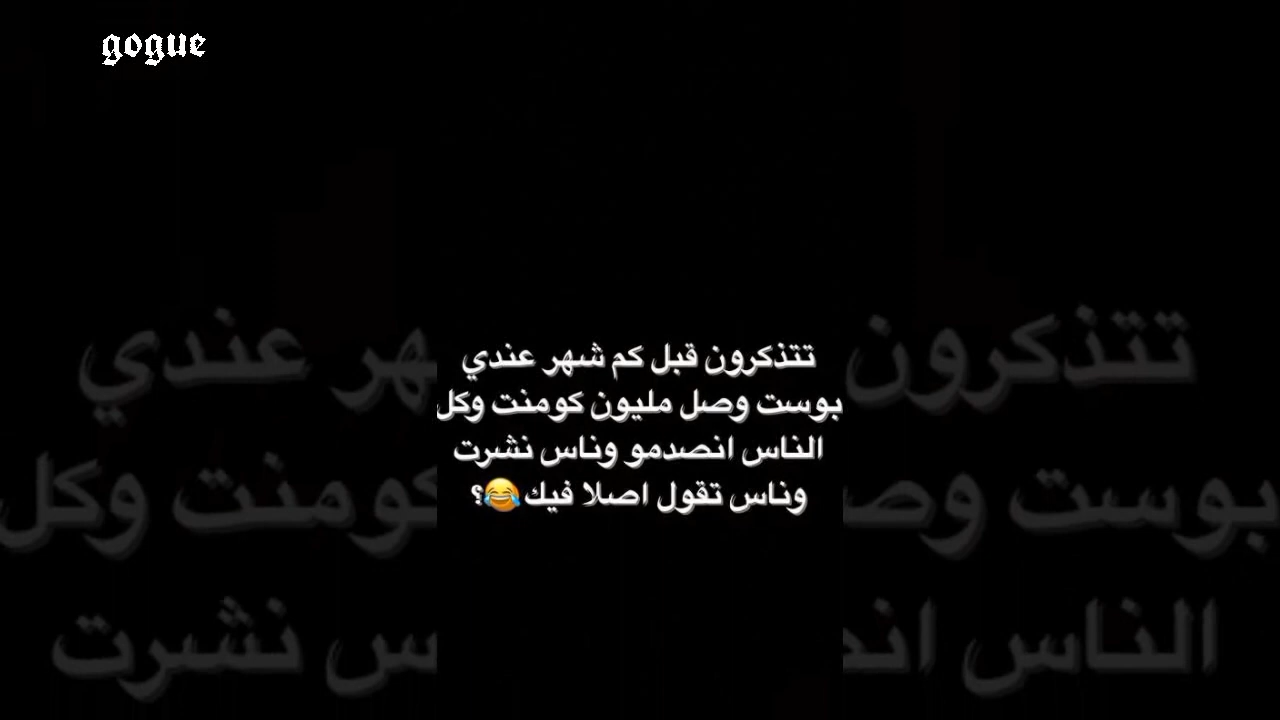 gogue
تتذكرون قبل كم شهر عندي
بوست وصل مليون كومنت وكل
الناس انصدمو وناس نشرت
وناس تقول اصلا فيك😂؟